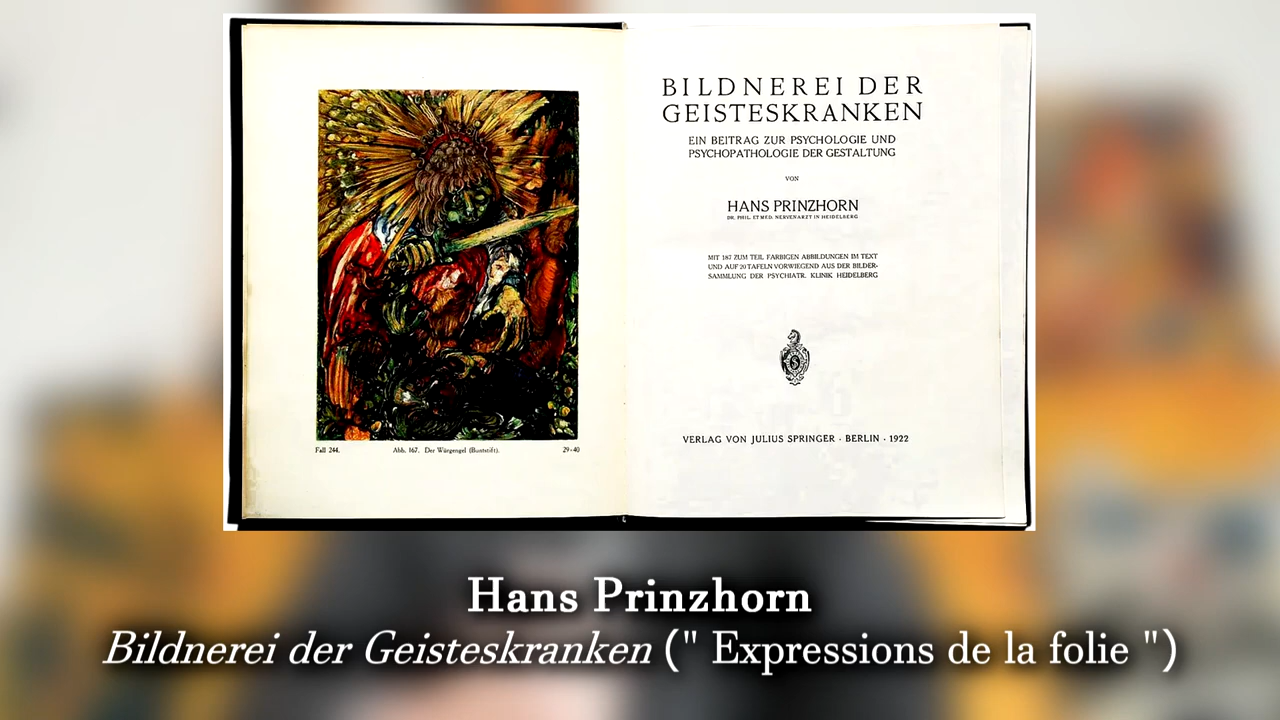 Fall 244. Abb. 167. Der Würgengel (Buntstift). 29×40
BILDNEREI DER
GEISTESKRANKEN
EIN BEITRAG ZUR PSYCHOLOGIE UND
PSYCHOPATHOLOGIE DER GESTALTUNG
VON
HANS PRINZHORN
DR. PHIL. ET MED. NERVENARZT IN HEIDELBERG
MIT 187 ZUM TEIL FARBIGEN ABBILDUNGEN IM TEXT
UND AUF 20 TAFELN VORWIEGEND AUS DER BILDER-
SAMMLUNG DER PSYCHIATR. KLINIK HEIDELBERG
S
VERLAG VON JULIUS SPRINGER · BERLIN · 1922
Hans Prinzhorn
Bildnerei der Geisteskranken (" Expressions de la folie ")